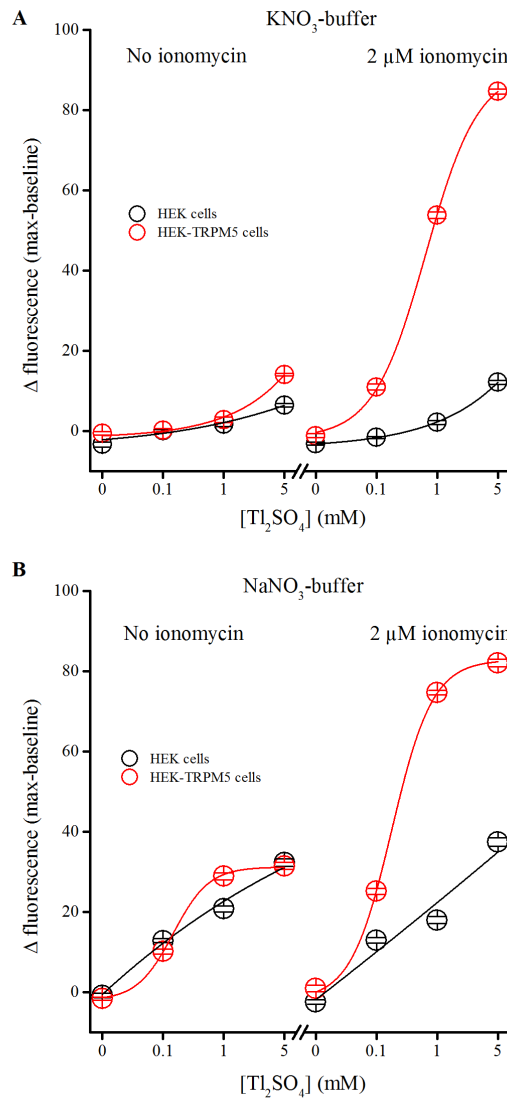 A
KNO₃-buffer
100
No ionomycin
2 µM ionomycin
80
60
HEK cells
HEK-TRPM5 cells
40
20
0
Δ fluorescence (max-baseline)
0 0.1 1 5 0 0.1 1 5
[Tl₂SO₄] (mM)
B
NaNO₃-buffer
100
No ionomycin
2 µM ionomycin
80
60
HEK cells
HEK-TRPM5 cells
40
20
0
Δ fluorescence (max-baseline)
0 0.1 1 5 0 0.1 1 5
[Tl₂SO₄] (mM)